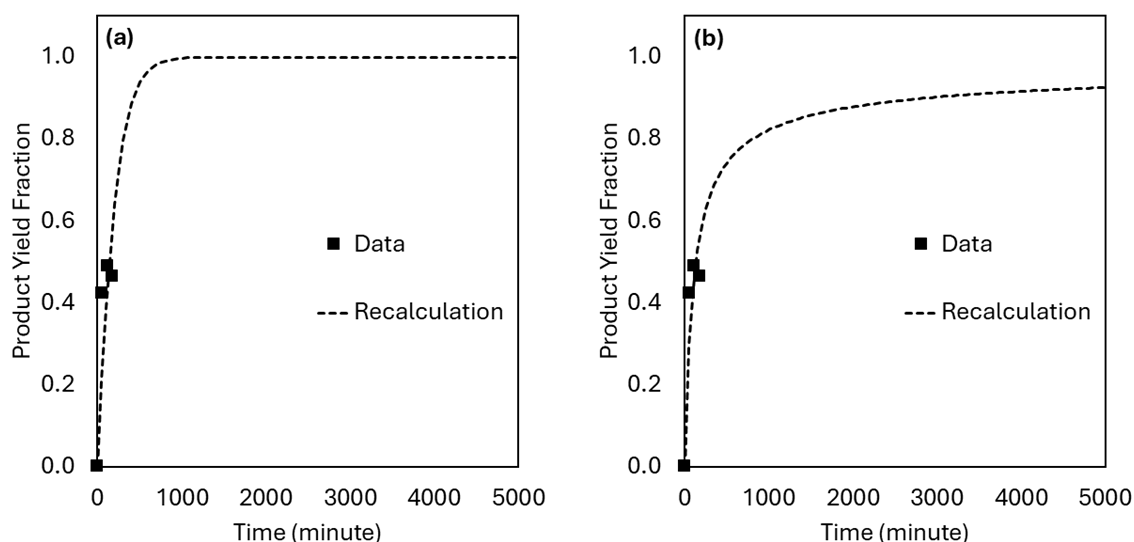 (a)
Product Yield Fraction
1.0
0.8
0.6
0.4
0.2
0.0
Data
Recalculation
0 1000 2000 3000 4000 5000
Time (minute)
(b)
Product Yield Fraction
1.0
0.8
0.6
0.4
0.2
0.0
Data
Recalculation
0 1000 2000 3000 4000 5000
Time (minute)